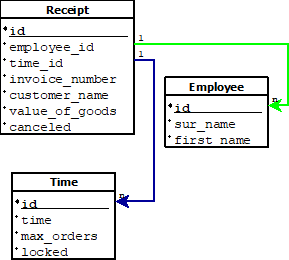 Receipt
*id
*employee_id
*time_id
*invoice_number
*customer_name
*value_of_goods
*canceled
1
1
Employee
*id
*sur_name
*first_name
n
Time
*id
*time
*max_orders
*locked
n